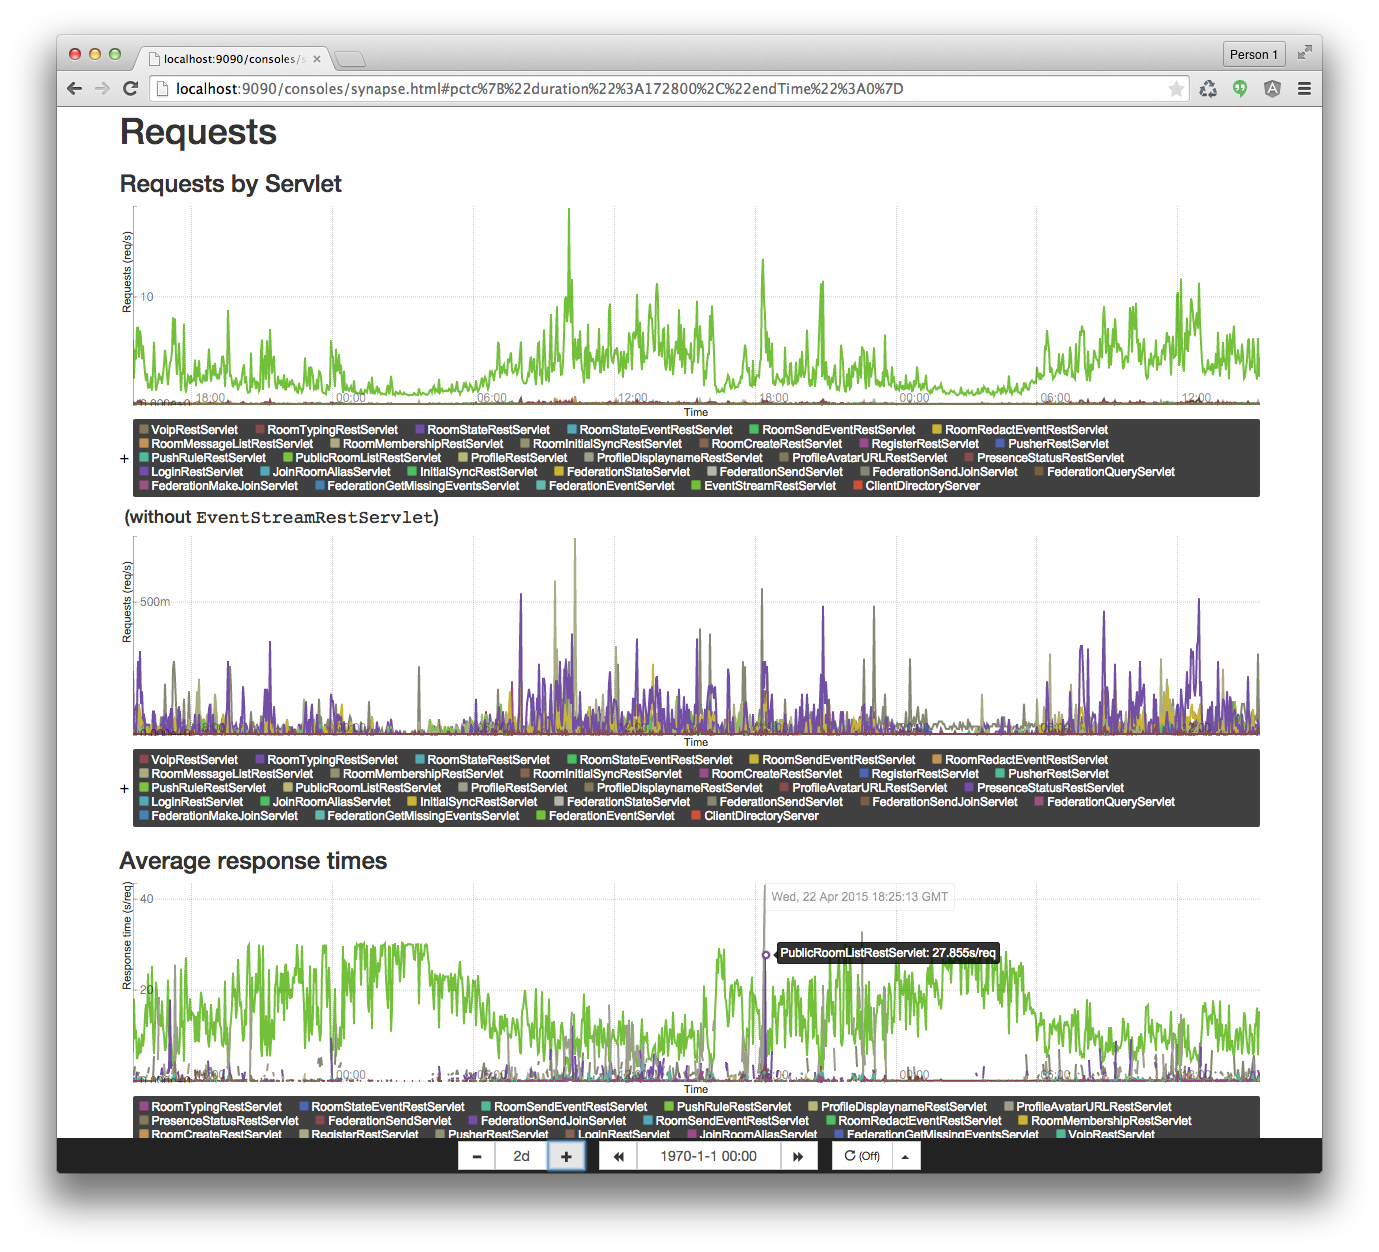 localhost:9090/consoles/s
Person 1
localhost:9090/consoles/synapse.html#pctc%7B%22duration%22%3A172800%2C%22endTime%22%3A0%7D
Requests
Requests by Servlet
Requests (req/s)
10
18:00 00:00 06:00 12:00 18:00 00:00 06:00 12:00
Time
VoipRestServlet RoomTypingRestServlet RoomStateRestServlet RoomStateEventRestServlet RoomSendEventRestServlet RoomRedactEventRestServlet
RoomMessageListRestServlet RoomMembershipRestServlet RoomInitialSyncRestServlet RoomCreateRestServlet RegisterRestServlet PusherRestServlet
+ PushRuleRestServlet PublicRoomListRestServlet ProfileRestServlet ProfileDisplaynameRestServlet ProfileAvatarURLRestServlet PresenceStatusRestServlet
LoginRestServlet JoinRoomAliasServlet InitialSyncRestServlet FederationStateServlet FederationSendServlet FederationSendJoinServlet FederationQueryServlet
FederationMakeJoinServlet FederationGetMissingEventsServlet FederationEventServlet EventStreamRestServlet ClientDirectoryServer
(without EventStreamRestServlet)
Requests (req/s)
500m
Time
VoipRestServlet RoomTypingRestServlet RoomStateRestServlet RoomStateEventRestServlet RoomSendEventRestServlet RoomRedactEventRestServlet
RoomMessageListRestServlet RoomMembershipRestServlet RoomInitialSyncRestServlet RoomCreateRestServlet RegisterRestServlet PusherRestServlet
+ PushRuleRestServlet PublicRoomListRestServlet ProfileRestServlet ProfileDisplaynameRestServlet ProfileAvatarURLRestServlet PresenceStatusRestServlet
LoginRestServlet JoinRoomAliasServlet InitialSyncRestServlet FederationStateServlet FederationSendServlet FederationSendJoinServlet FederationQueryServlet
FederationMakeJoinServlet FederationGetMissingEventsServlet FederationEventServlet ClientDirectoryServer
Average response times
Response time (s/req)
40
Wed, 22 Apr 2015 18:25:13 GMT
PublicRoomListRestServlet: 27.855s/req
20
Time
RoomTypingRestServlet RoomStateEventRestServlet RoomSendEventRestServlet PushRuleRestServlet ProfileDisplaynameRestServlet ProfileAvatarURLRestServlet
PresenceStatusRestServlet FederationSendServlet FederationSendJoinServlet RoomSendEventRestServlet RoomRedactEventRestServlet RoomMembershipRestServlet
RoomCreateRestServlet RegisterRestServlet PusherRestServlet LoginRestServlet JoinRoomAliasServlet FederationGetMissingEventsServlet VoipRestServlet
2d
1970-1-1 00:00
(Off)